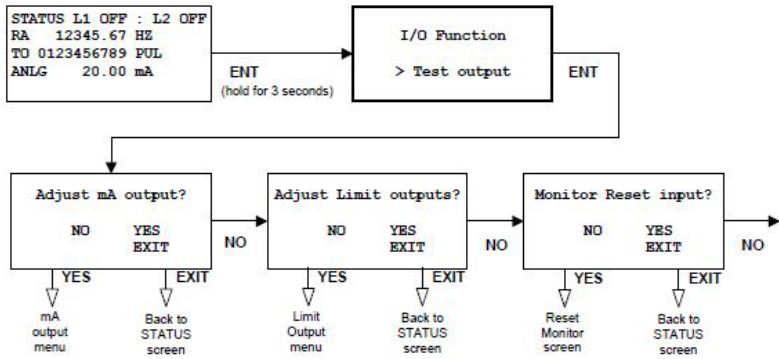 STATUS L1 OFF : L2 OFF
RA 12345.67 HZ
TO 0123456789 PUL
ANLG 20.00 mA
ENT
(hold for 3 seconds)
I/O Function
> Test output
ENT
Adjust mA output?
NO YES
EXIT
NO
YES
EXIT
mA
output
menu
Back to
STATUS
screen
Adjust Limit outputs?
NO YES
EXIT
NO
YES
EXIT
Limit
Output
menu
Back to
STATUS
screen
Monitor Reset input?
NO YES
EXIT
NO
YES
EXIT
Reset
Monitor
screen
Back to
STATUS
screen